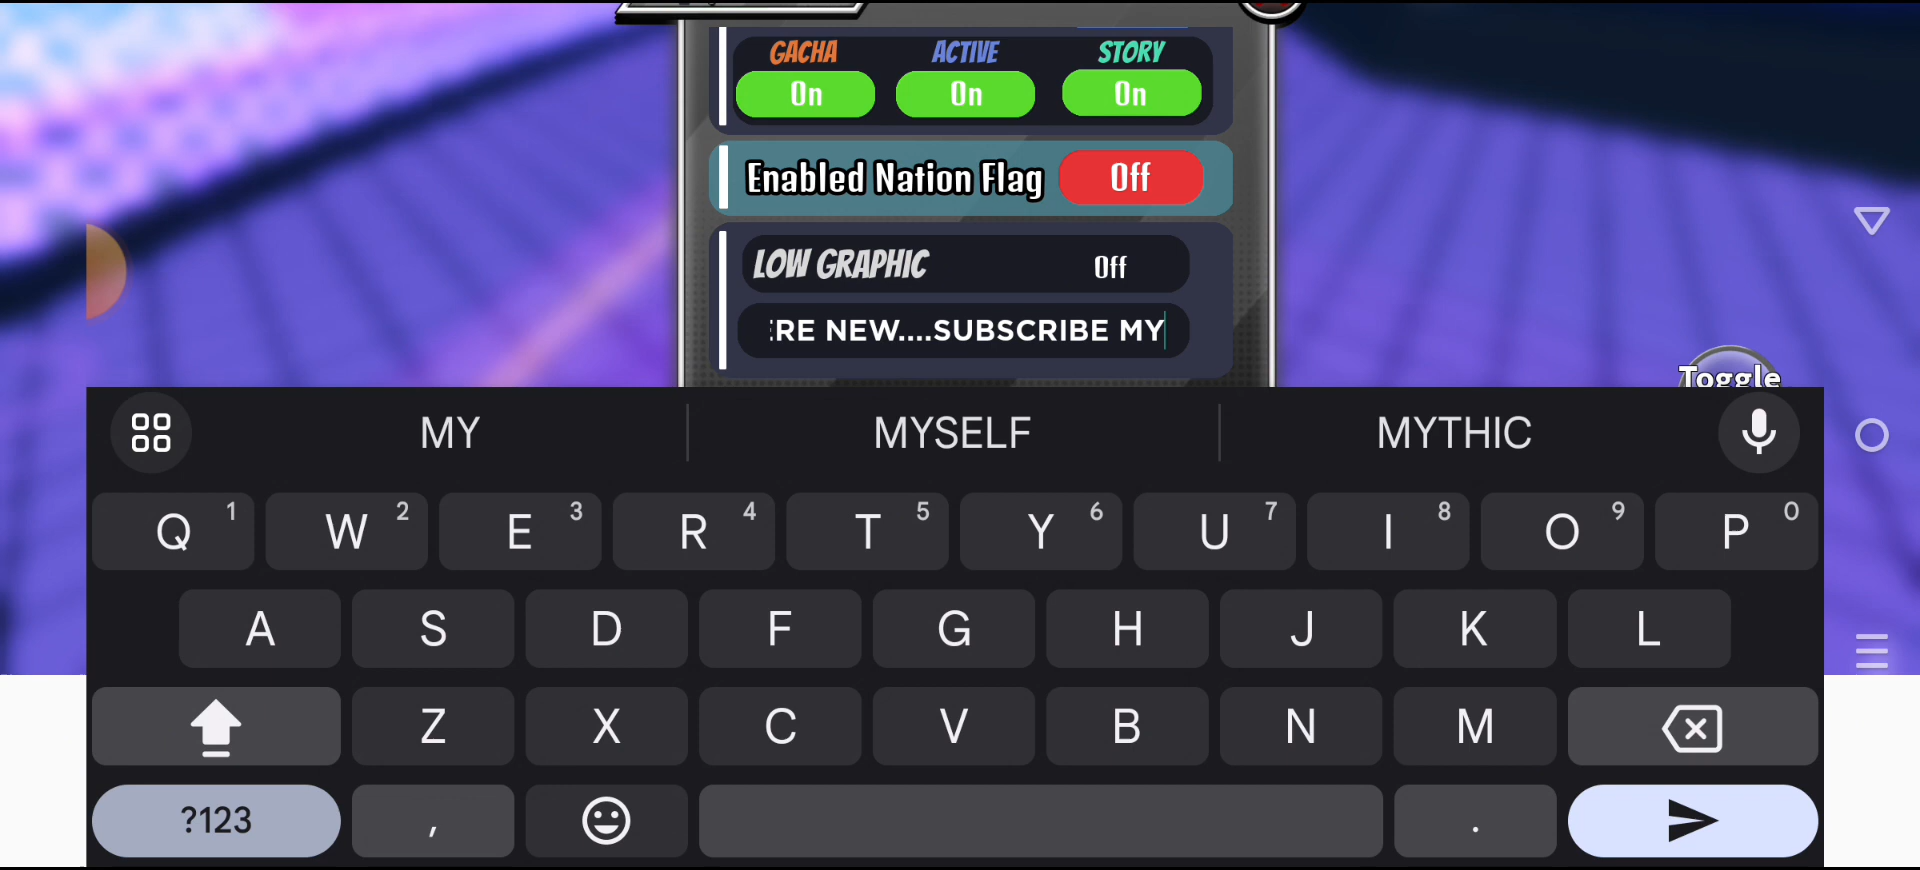 GACHA ACTIVE STORY
On On On
Enabled Nation Flag Off
LOW GRAPHIC Off
RE NEW....SUBSCRIBE MY
Toggle
MY MYSELF MYTHIC
Q 1 W 2 E 3 R 4 T 5 Y 6 U 7 I 8 O 9 P 0
A S D F G H J K L
Z X C V B N M
?123 , .